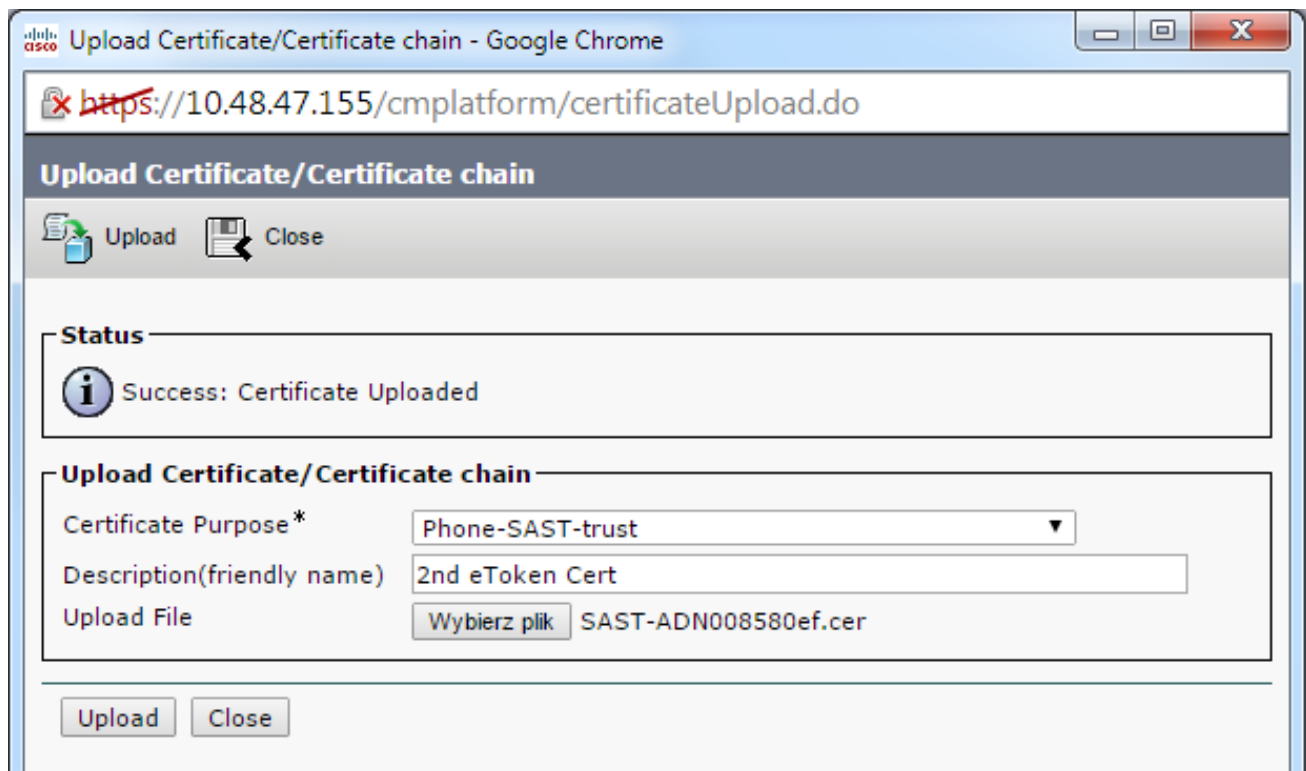 cisco Upload Certificate/Certificate chain - Google Chrome
https://10.48.47.155/cmplatform/certificateUpload.do
Upload Certificate/Certificate chain
Upload Close
Status
Success: Certificate Uploaded
Upload Certificate/Certificate chain
Certificate Purpose* Phone-SAST-trust
Description(friendly name) 2nd eToken Cert
Upload File Wybierz plik SAST-ADN008580ef.cer
Upload Close